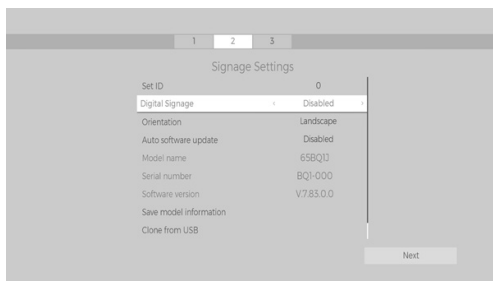 1 2 3
Signage Settings
Set ID 0
Digital Signage ‹ Disabled ›
Orientation Landscape
Auto software update Disabled
Model name 65BQ1J
Serial number BQ1-000
Software version V.7.83.0.0
Save model information
Clone from USB
Next